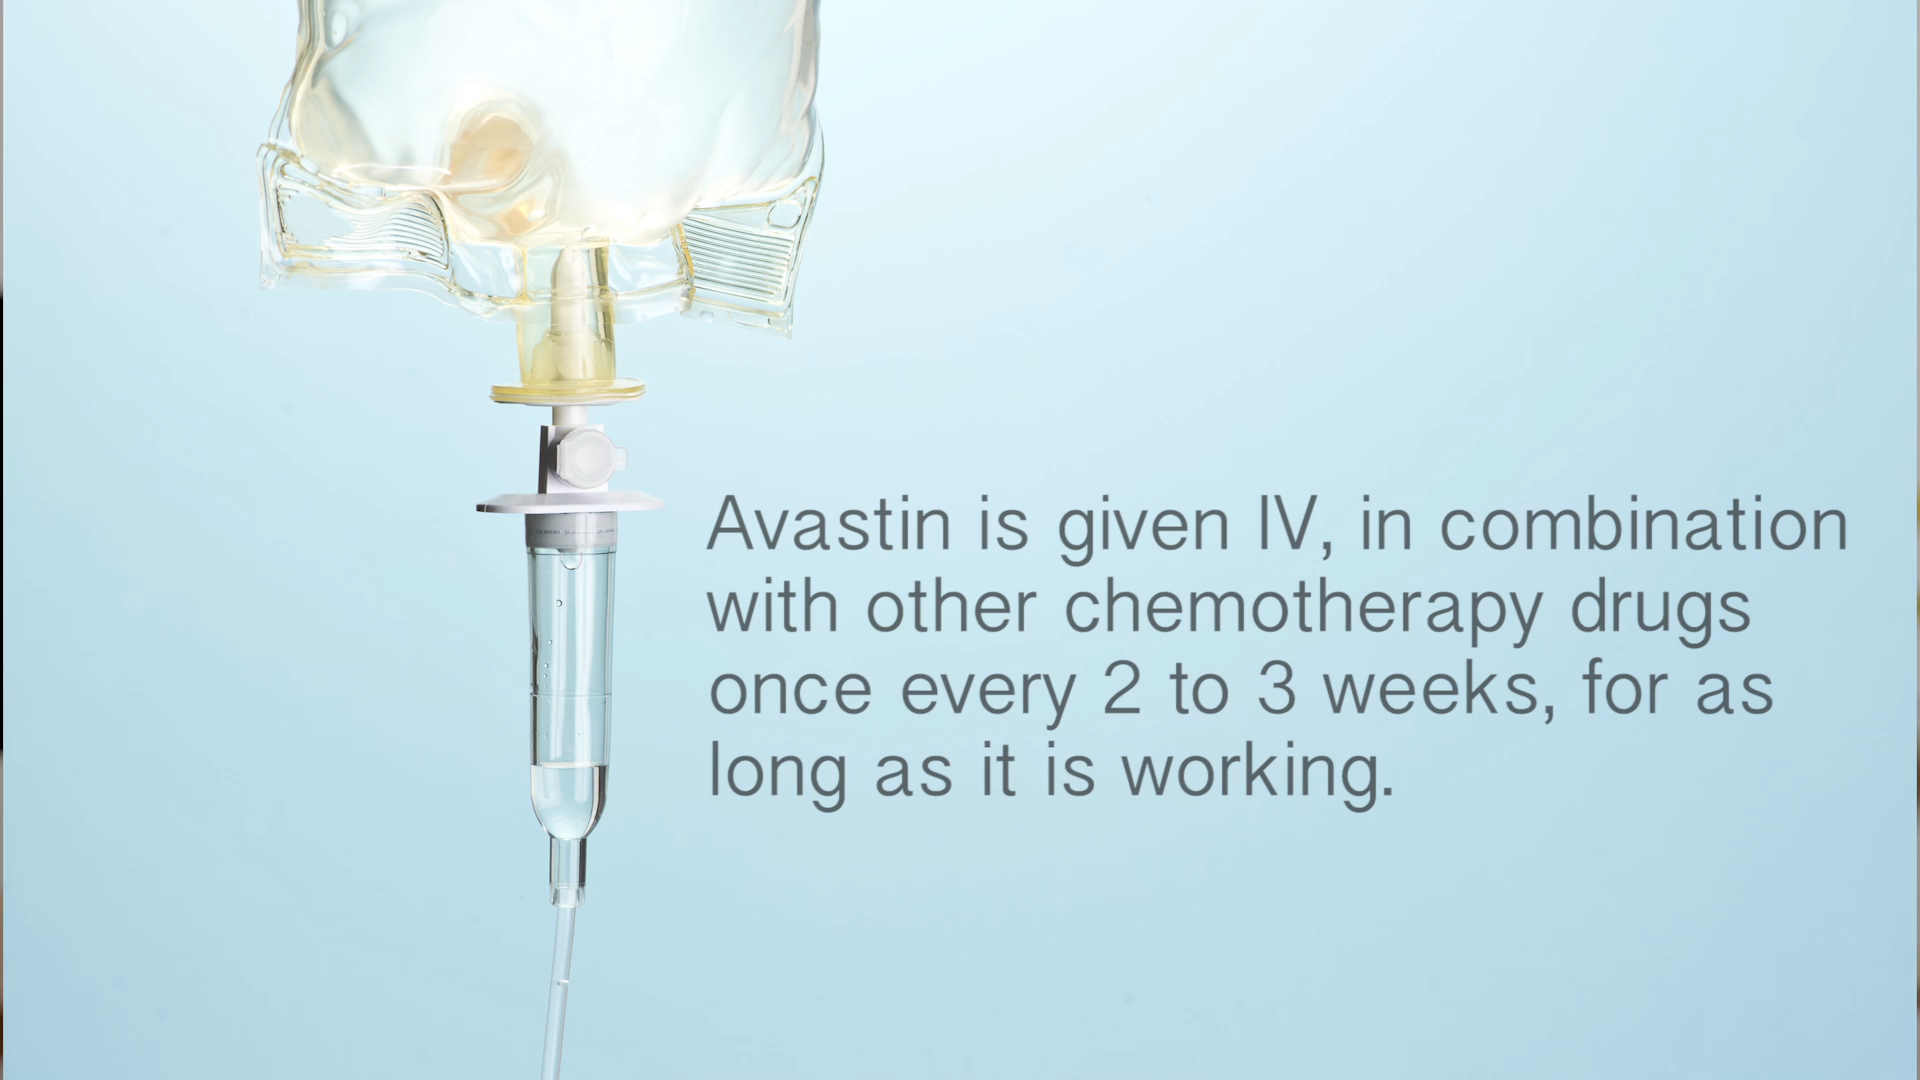 Avastin is given IV, in combination
with other chemotherapy drugs
once every 2 to 3 weeks, for as
long as it is working.